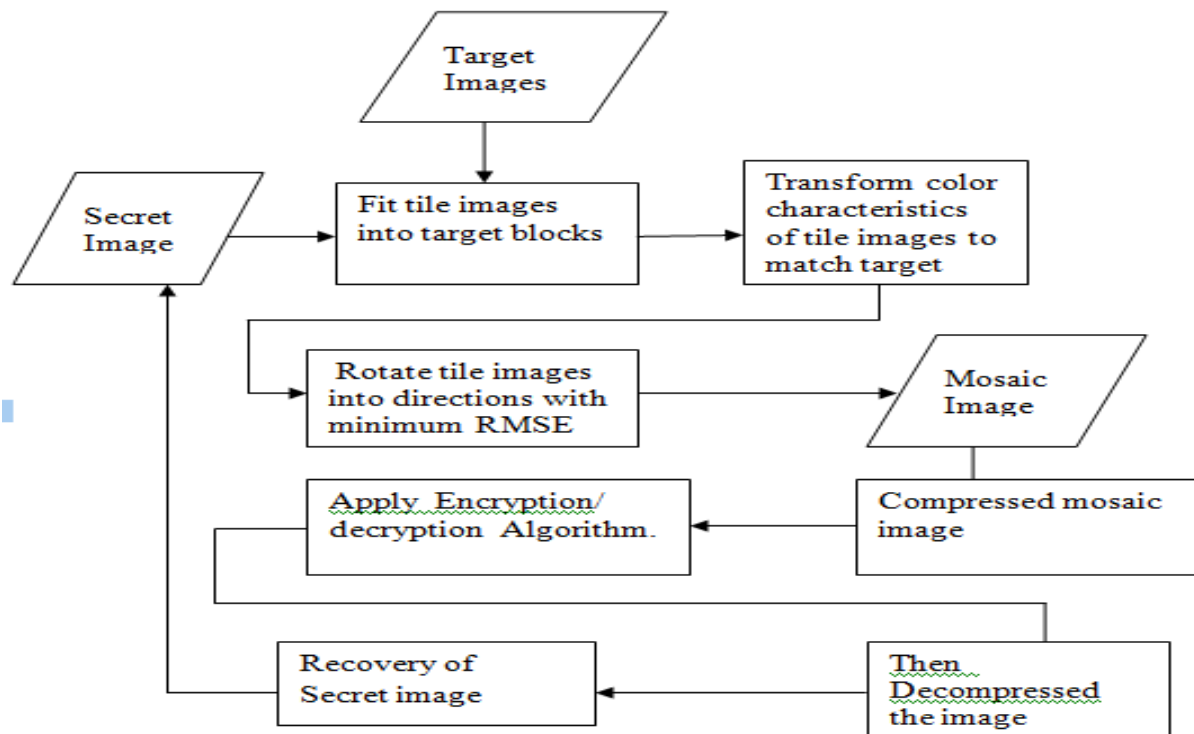 Target
Images
Secret
Image
Fit tile images
into target blocks
Transform color
characteristics
of tile images to
match target
Rotate tile images
into directions with
minimum RMSE
Mosaic
Image
Compressed mosaic
image
Apply Encryption/
decryption Algorithm.
Then
Decompressed
the image
Recovery of
Secret image